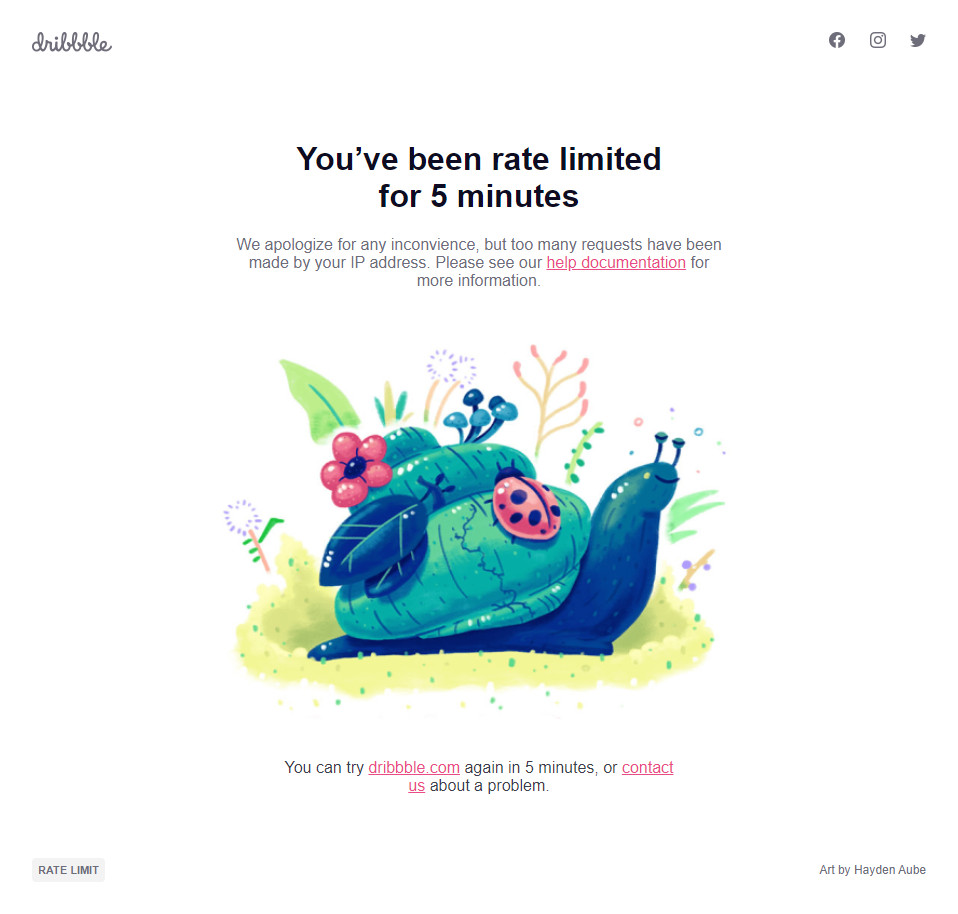 dribbble
You’ve been rate limited
for 5 minutes
We apologize for any inconvience, but too many requests have been
made by your IP address. Please see our help documentation for
more information.
You can try dribbble.com again in 5 minutes, or contact
us about a problem.
RATE LIMIT
Art by Hayden Aube